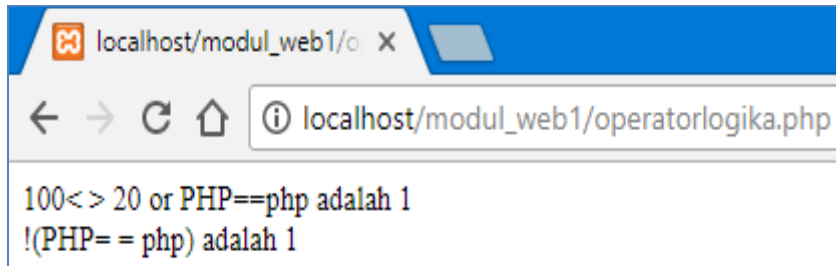 localhost/modul_web1/o
localhost/modul_web1/operatorlogika.php
100< > 20 or PHP==php adalah 1
!(PHP= = php) adalah 1